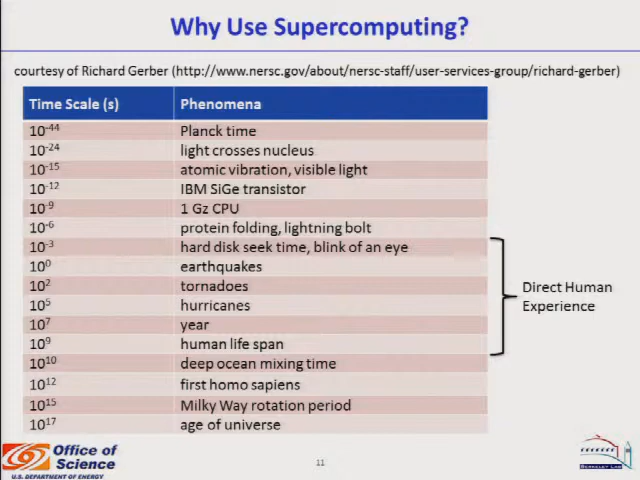 Why Use Supercomputing?
courtesy of Richard Gerber (http://www.nersc.gov/about/nersc-staff/user-services-group/richard-gerber)
Time Scale (s) Phenomena
10⁻⁴⁴ Planck time
10⁻²⁴ light crosses nucleus
10⁻¹⁵ atomic vibration, visible light
10⁻¹² IBM SiGe transistor
10⁻⁹ 1 Gz CPU
10⁻⁶ protein folding, lightning bolt
10⁻³ hard disk seek time, blink of an eye
10⁰ earthquakes
10² tornadoes
10⁵ hurricanes
10⁷ year
10⁹ human life span
10¹⁰ deep ocean mixing time
10¹² first homo sapiens
10¹⁵ Milky Way rotation period
10¹⁷ age of universe
Direct Human
Experience
Office of
Science
U.S. DEPARTMENT OF ENERGY
11
BERKELEY LAB